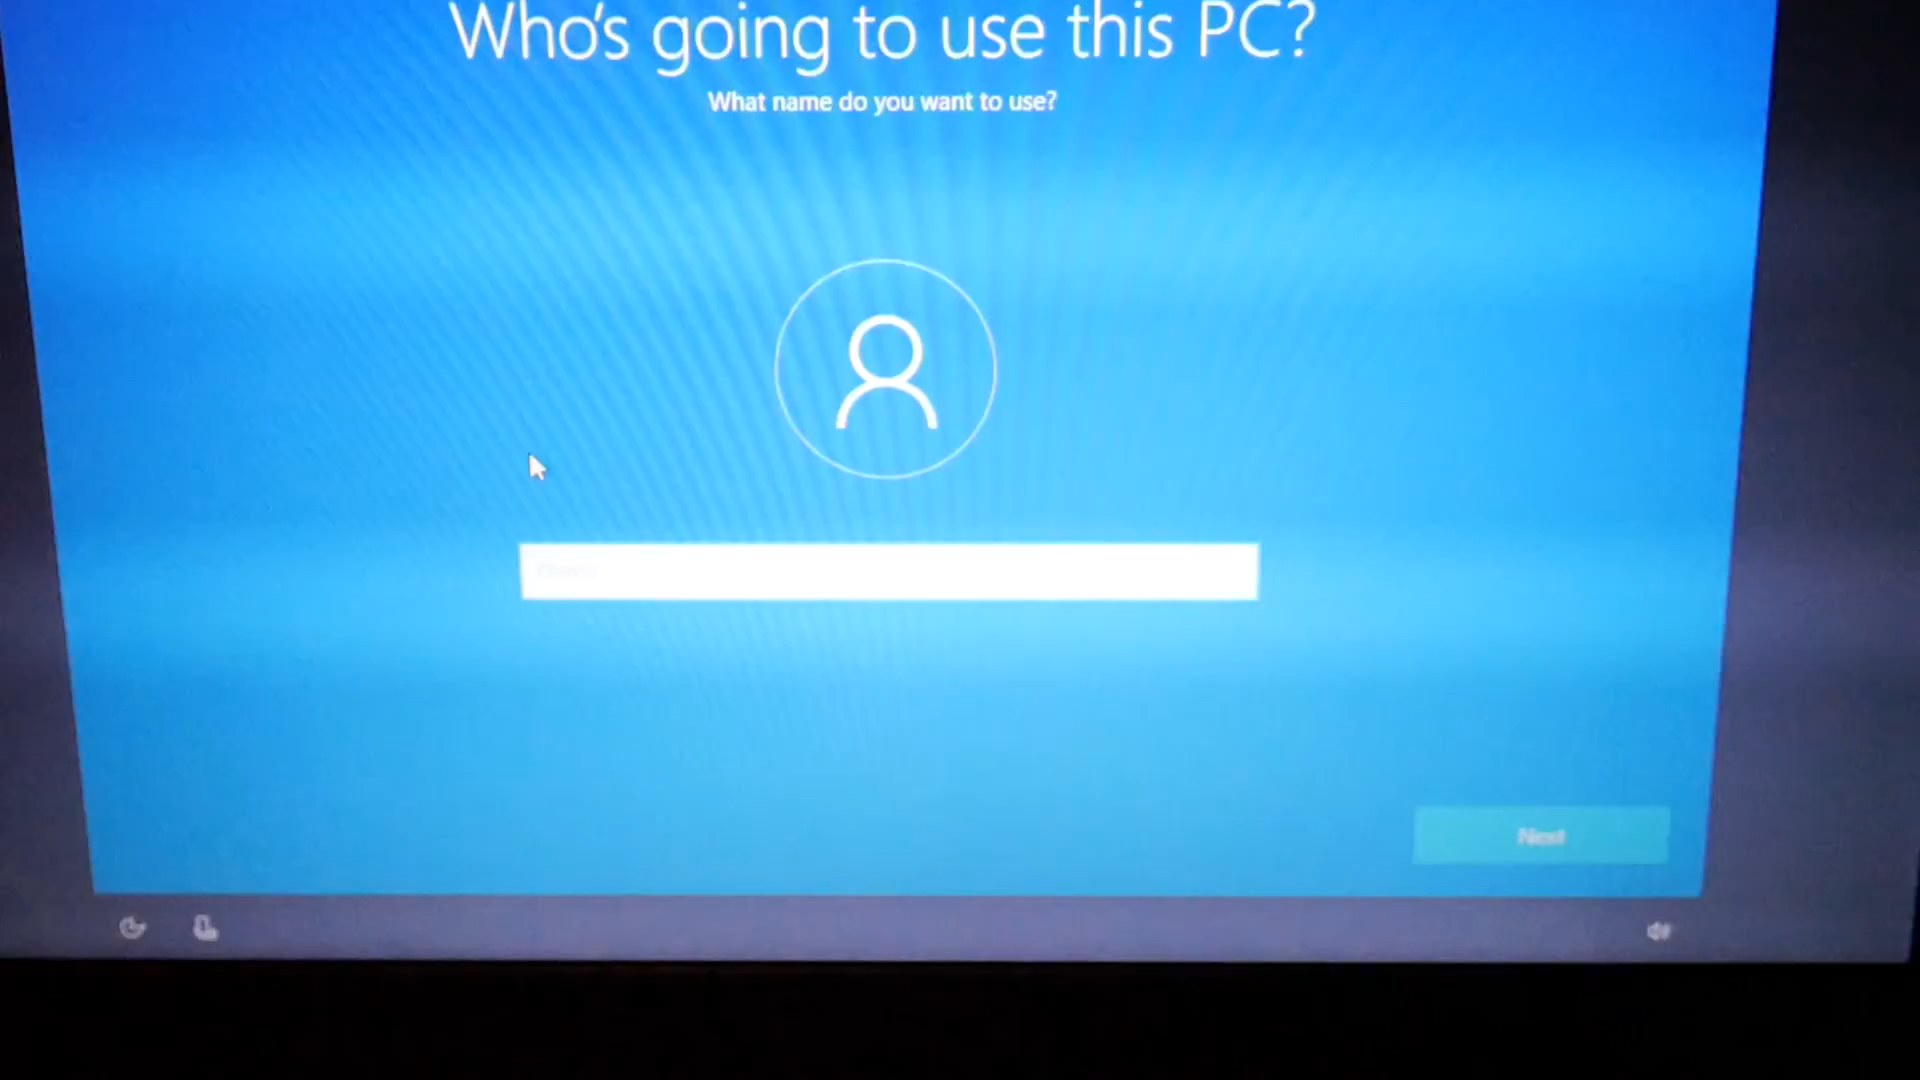 Who's going to use this PC?
What name do you want to use?
Next